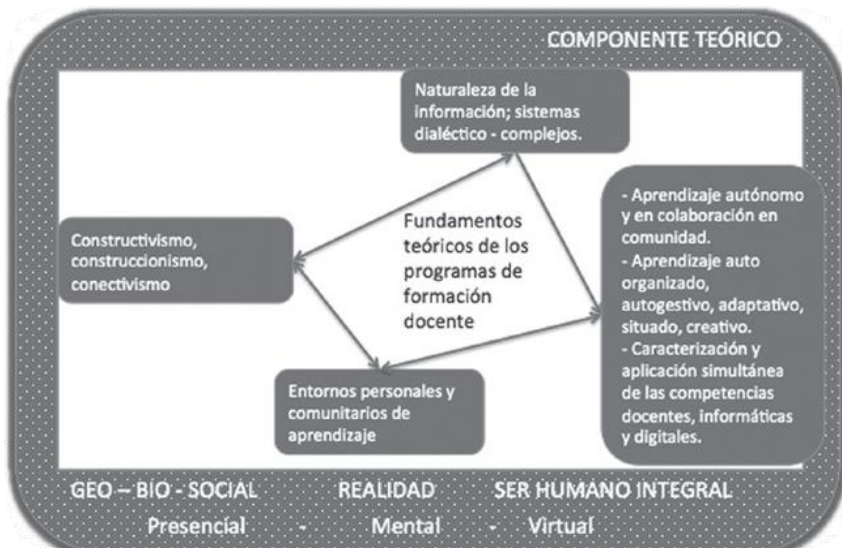 COMPONENTE TEÓRICO
Naturaleza de la
información; sistemas
dialéctico - complejos.
Constructivismo,
construccionismo,
conectivismo
Fundamentos
teóricos de los
programas de
formación
docente
- Aprendizaje autónomo
y en colaboración en
comunidad.
- Aprendizaje auto
organizado,
autogestivo, adaptativo,
situado, creativo.
- Caracterización y
aplicación simultánea
de las competencias
docentes, informáticas
y digitales.
Entornos personales y
comunitarios de
aprendizaje
GEO – BIO - SOCIAL REALIDAD SER HUMANO INTEGRAL
Presencial - Mental - Virtual